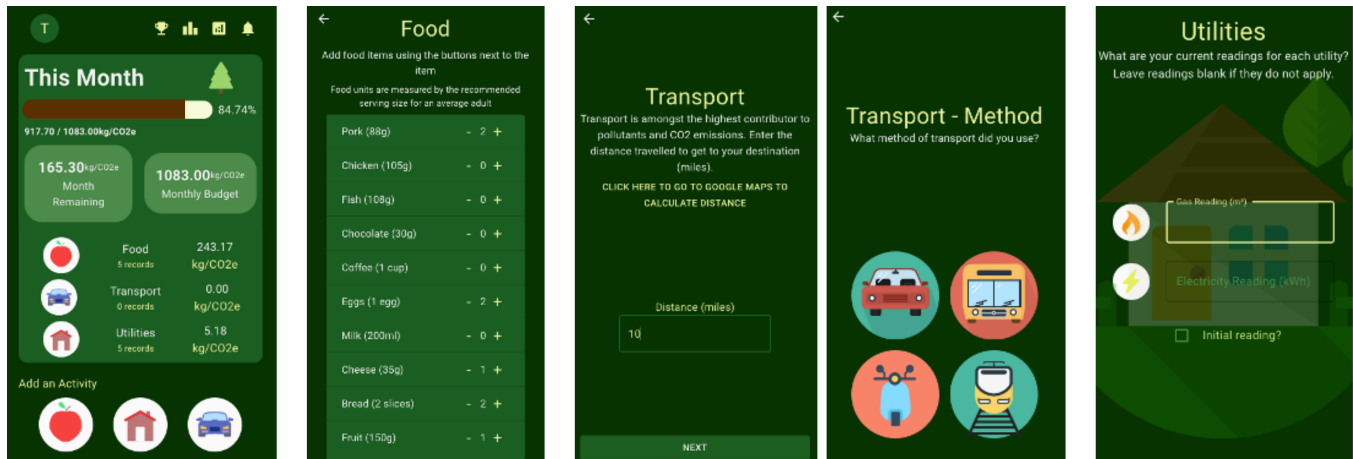 T
This Month
84.74%
917.70 / 1083.00kg/CO2e
165.30kg/CO2e
Month
Remaining
1083.00kg/CO2e
Monthly Budget
Food
5 records
243.17
kg/CO2e
Transport
0 records
0.00
kg/CO2e
Utilities
5 records
5.18
kg/CO2e
Add an Activity
Food
Add food items using the buttons next to the
item
Food units are measured by the recommended
serving size for an average adult
Pork (88g) - 2 +
Chicken (105g) - 0 +
Fish (108g) - 0 +
Chocolate (30g) - 0 +
Coffee (1 cup) - 0 +
Eggs (1 egg) - 2 +
Milk (200ml) - 0 +
Cheese (35g) - 1 +
Bread (2 slices) - 2 +
Fruit (150g) - 1 +
Transport
Transport is amongst the highest contributor to
pollutants and CO2 emissions. Enter the
distance travelled to get to your destination
(miles).
CLICK HERE TO GO TO GOOGLE MAPS TO
CALCULATE DISTANCE
Distance (miles)
10
NEXT
Transport - Method
What method of transport did you use?
Utilities
What are your current readings for each utility?
Leave readings blank if they do not apply.
Gas Reading (m³)
Electricity Reading (kWh)
Initial reading?